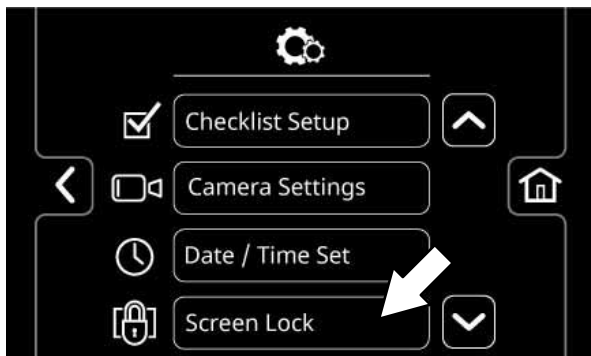 Checklist Setup
Camera Settings
Date / Time Set
Screen Lock